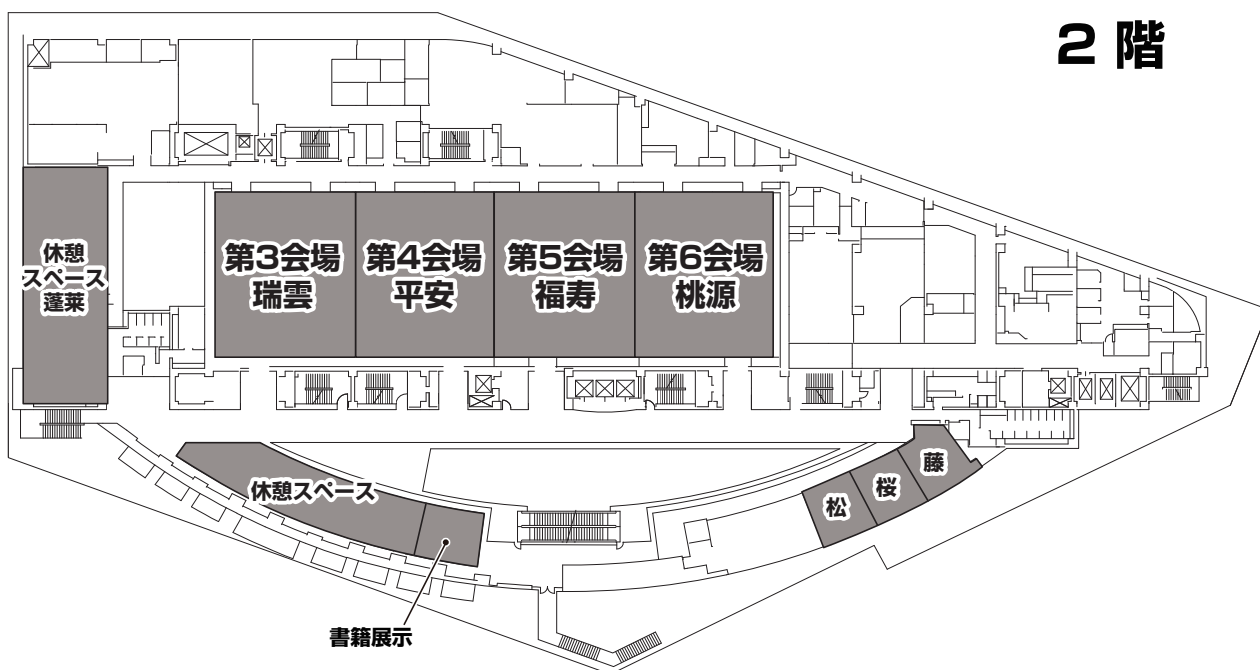 2 階
休憩
スペース
蓬莱
第3会場
瑞雲
第4会場
平安
第5会場
福寿
第6会場
桃源
休憩スペース
松
桜
藤
書籍展示